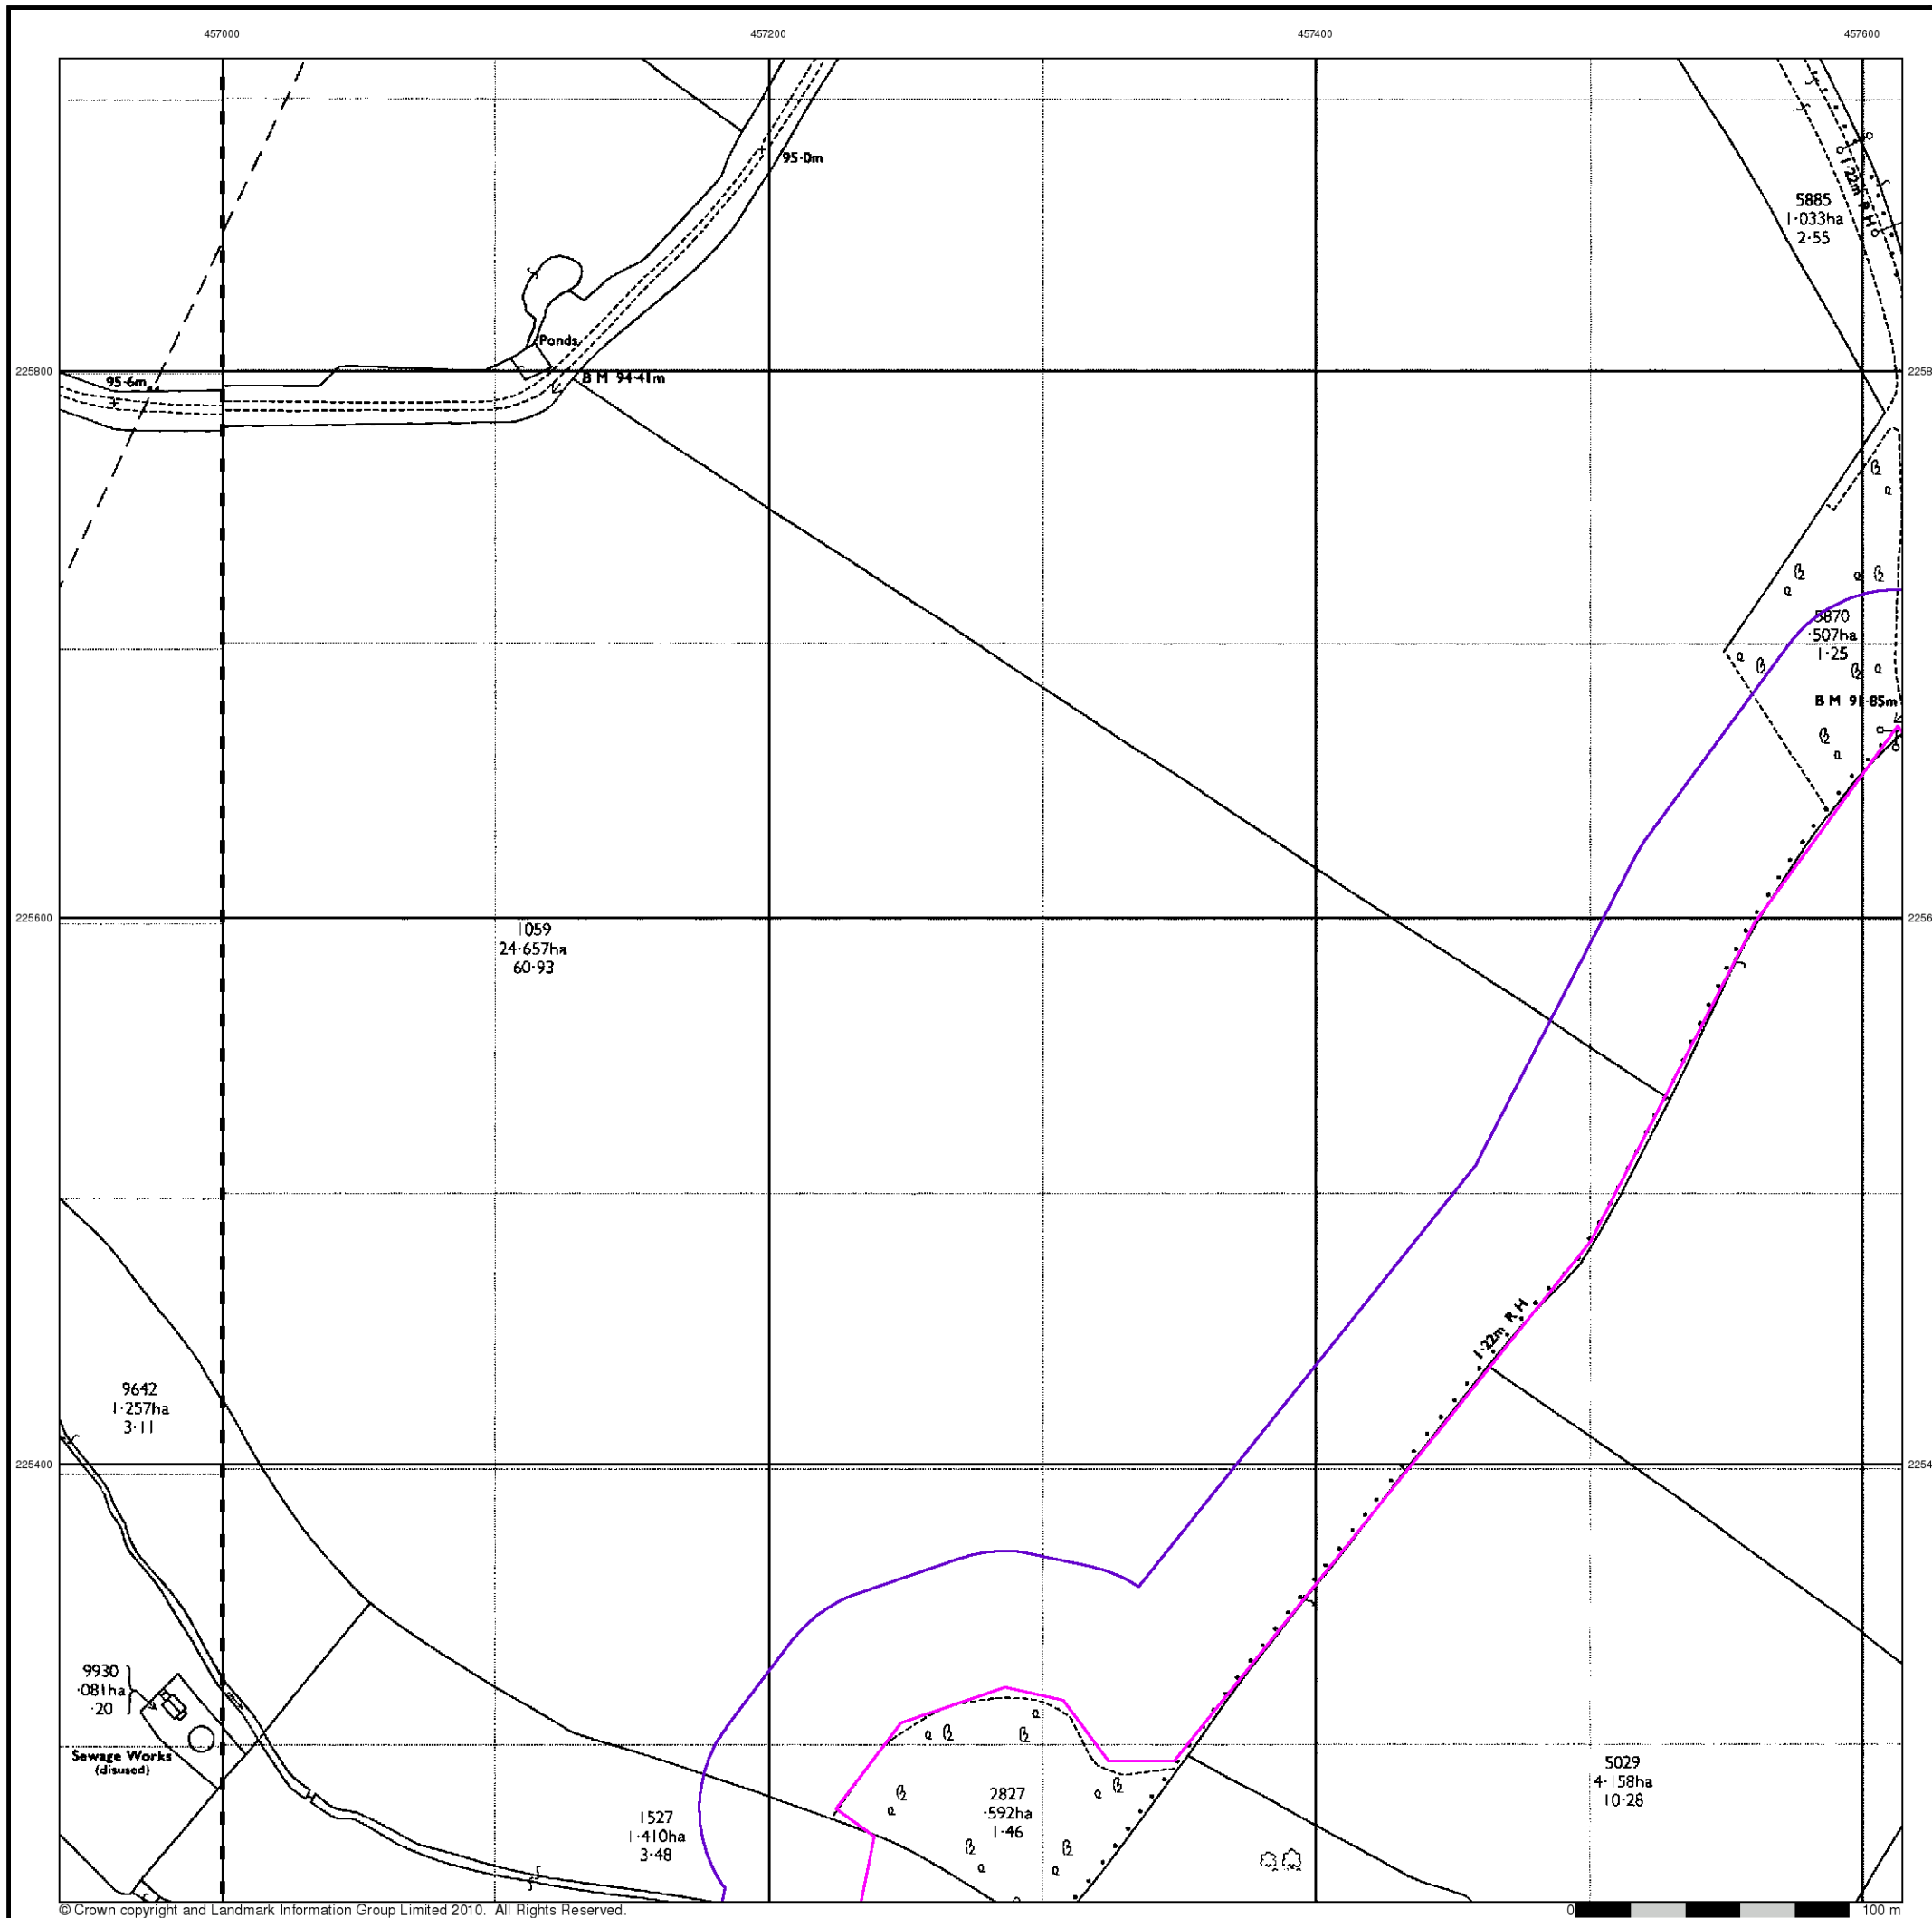 457000 457200 457400 457600
95·0m
5885
1·033ha
2·55
1·22m R H
Ponds
225800
2258
95·6m
B M 94·41m
5870
·507ha
1·25
B M 91·85m
225600
2256
1059
24·657ha
60·93
1·22m R H
9642
1·257ha
3·11
225400
2254
9930
·081ha
·20
Sewage Works
(disused)
2827
·592ha
1·46
5029
4·158ha
10·28
1527
1·410ha
3·48
© Crown copyright and Landmark Information Group Limited 2010. All Rights Reserved.
0 100 m